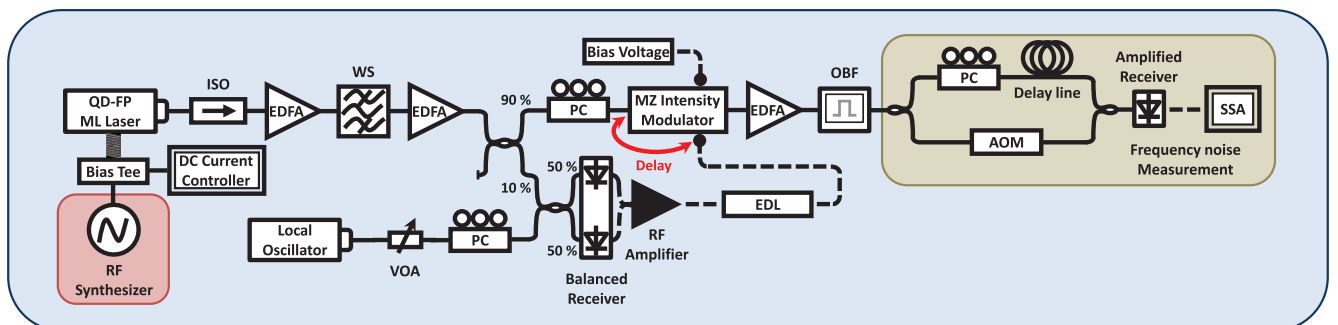 QD-FP
ML Laser
ISO
EDFA
WS
EDFA
90 %
PC
Bias Voltage
MZ Intensity
Modulator
EDFA
OBF
PC
Delay line
Amplified
Receiver
SSA
AOM
Frequency noise
Measurement
Delay
Bias Tee
DC Current
Controller
RF
Synthesizer
10 %
50 %
50 %
Local
Oscillator
VOA
PC
Balanced
Receiver
RF
Amplifier
EDL